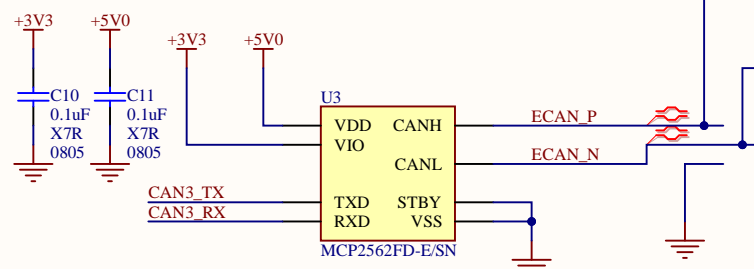 +3V3
+5V0
+3V3
+5V0
C10
0.1uF
X7R
0805
C11
0.1uF
X7R
0805
U3
VDD
VIO
TXD
RXD
CANH
CANL
STBY
VSS
MCP2562FD-E/SN
CAN3_TX
CAN3_RX
ECAN_P
ECAN_N